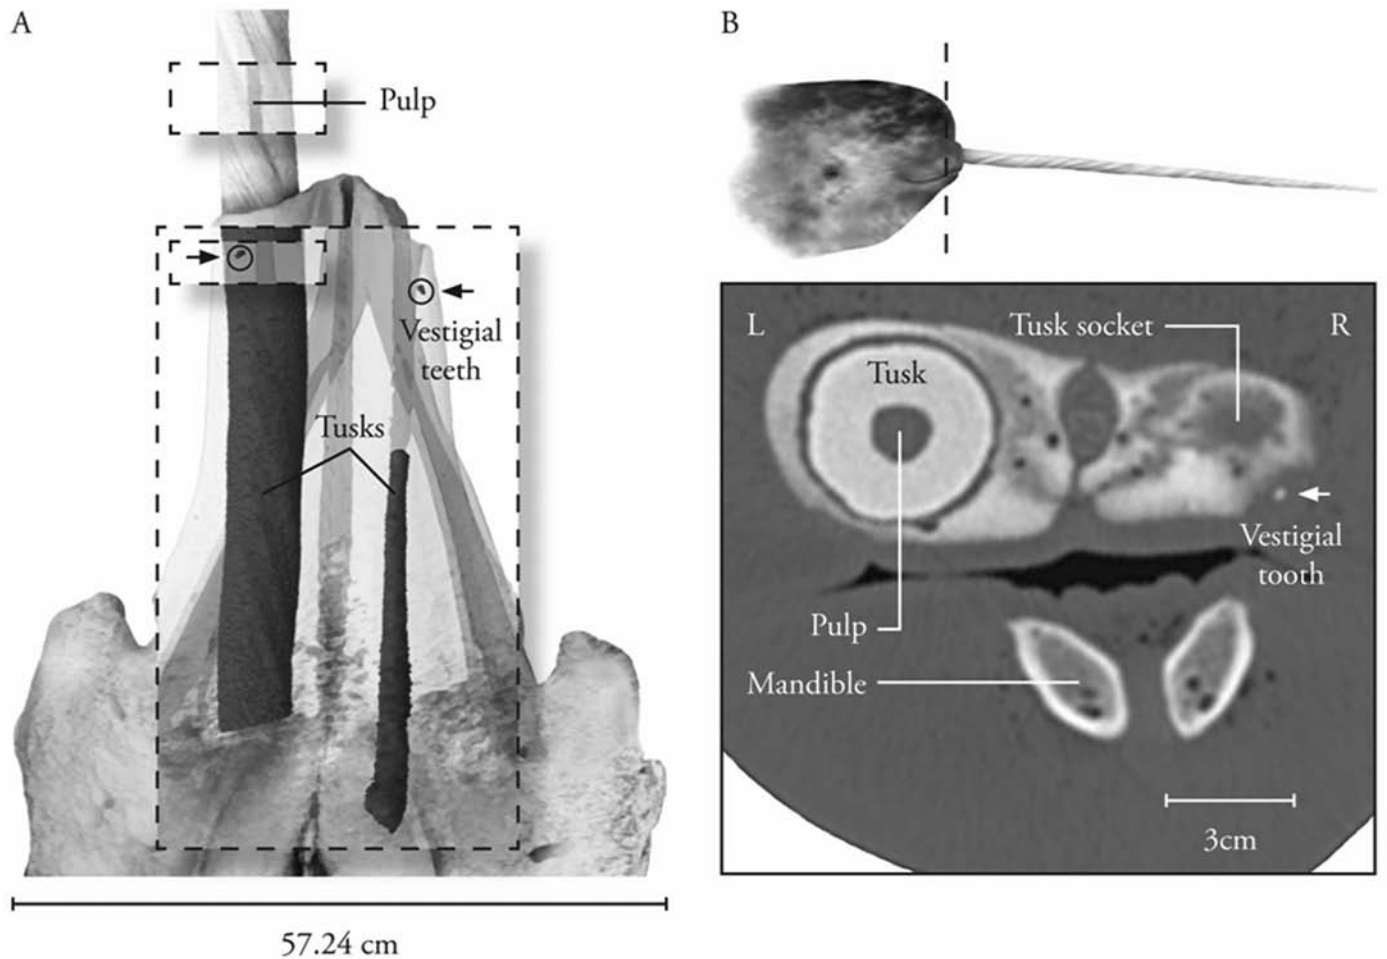 A
Pulp
Vestigial
teeth
Tusks
57.24 cm
B
L
Tusk socket
R
Tusk
Vestigial
tooth
Pulp
Mandible
3cm